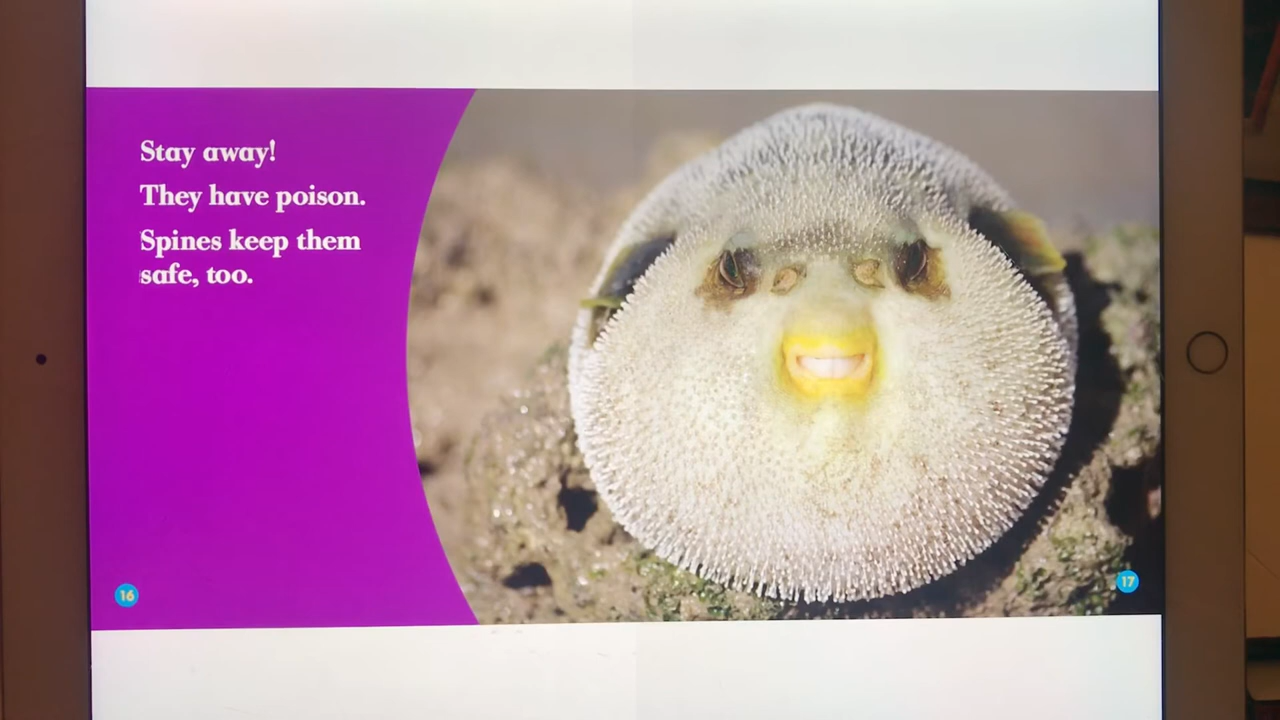 Stay away!
They have poison.
Spines keep them
safe, too.
16
17